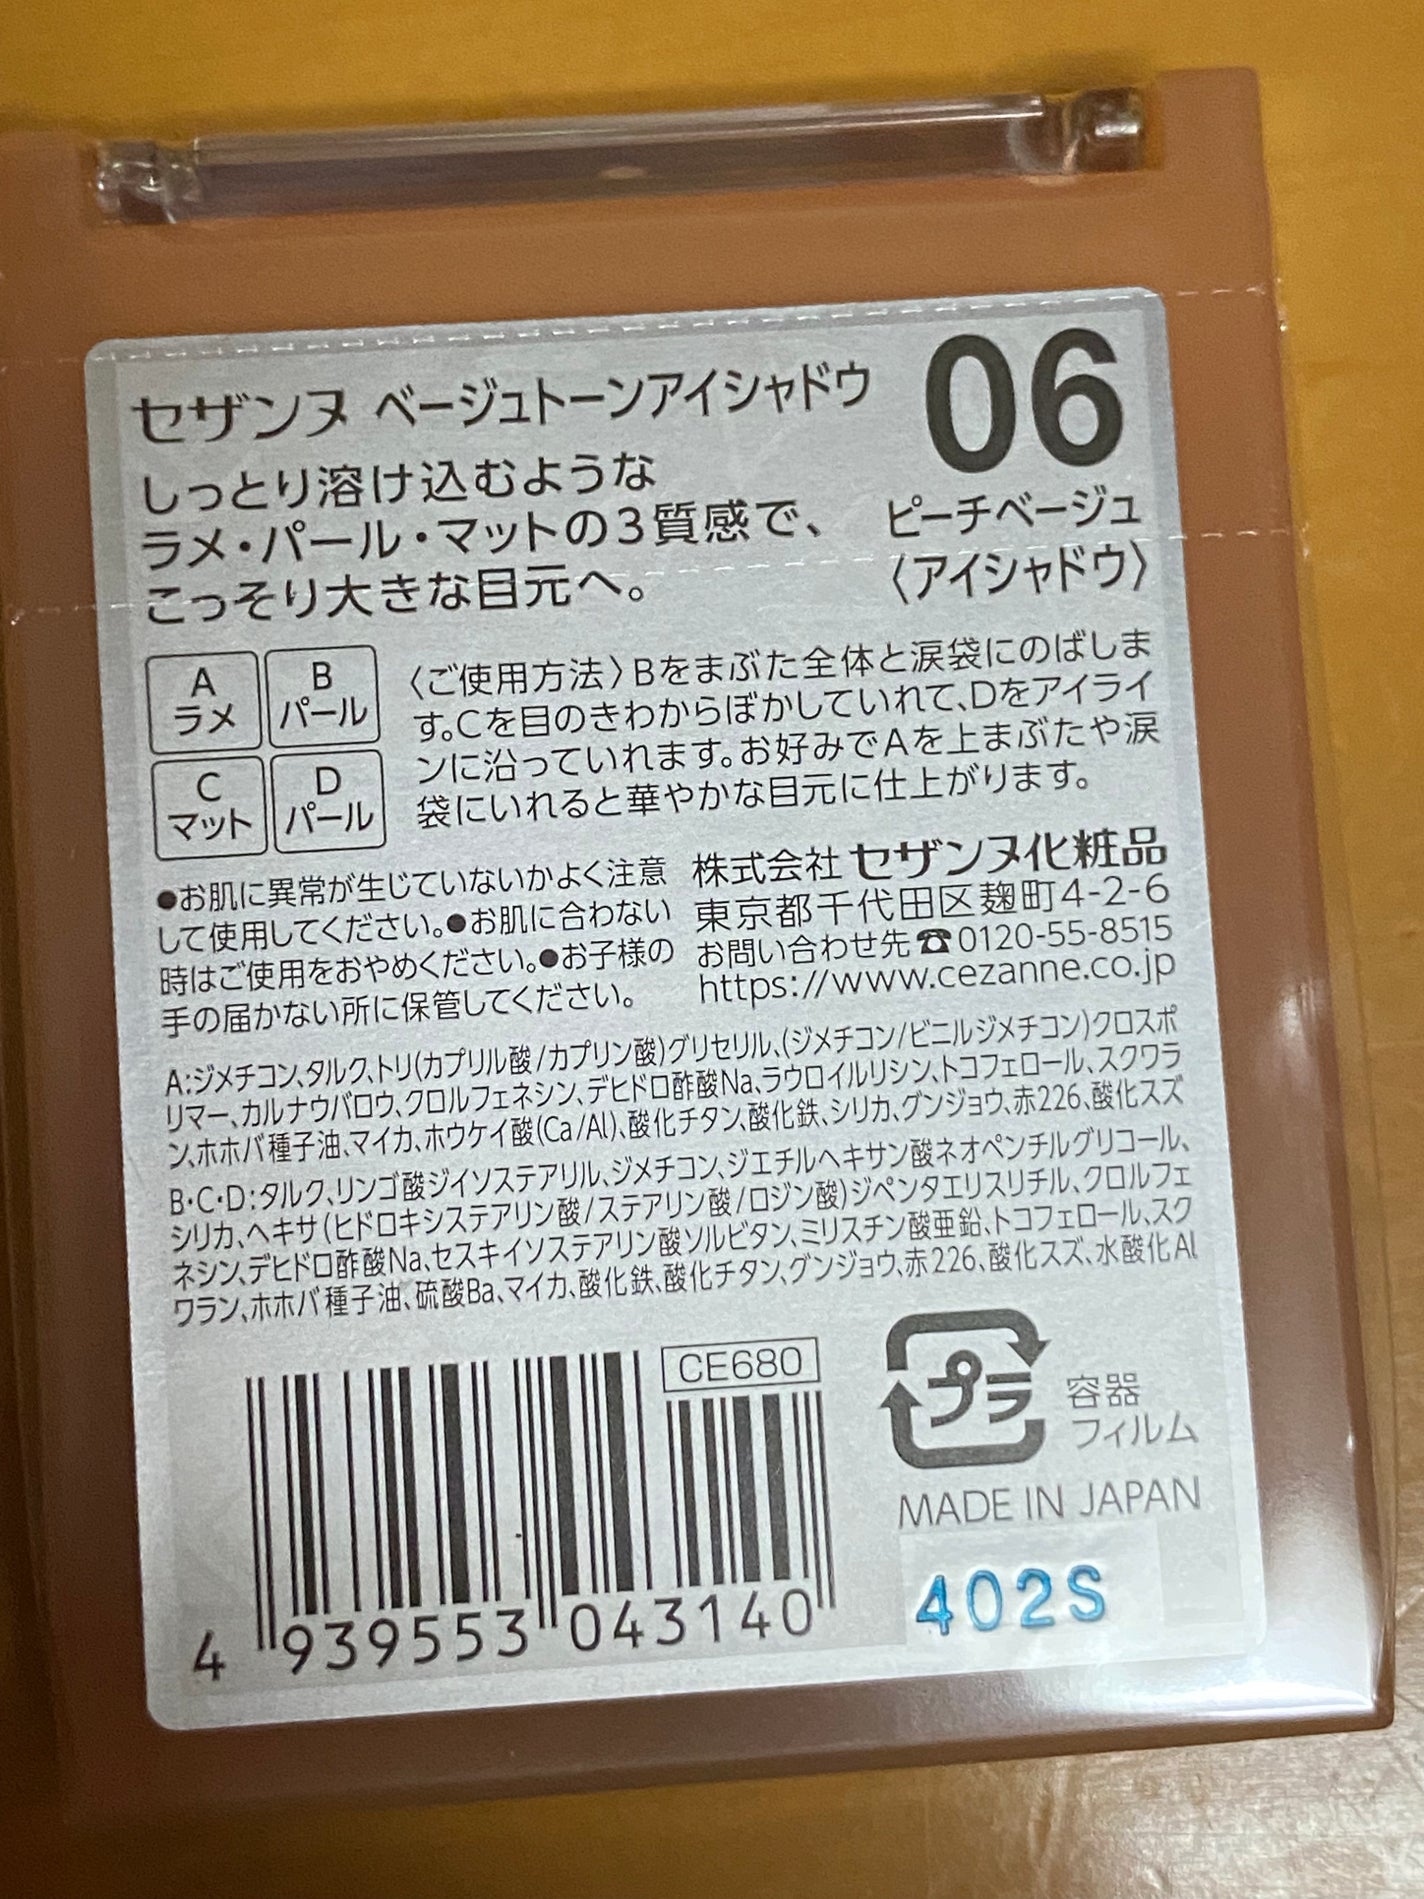 セザンヌ ベージュトーンアイシャドウ
06
ピーチベージュ
〈アイシャドウ〉
しっとり溶け込むような
ラメ・パール・マットの3質感で、
こっそり大きな目元へ。
A
ラメ
B
パール
C
マット
D
パール
〈ご使用方法〉Bをまぶた全体と涙袋にのばしま
す。Cを目のきわからぼかしていれて、Dをアイライ
ンに沿っていれます。お好みでAを上まぶたや涙
袋にいれると華やかな目元に仕上がります。
●お肌に異常が生じていないかよく注意
して使用してください。●お肌に合わない
時はご使用をおやめください。●お子様の
手の届かない所に保管してください。
株式会社 セザンヌ化粧品
東京都千代田区麹町4-2-6
お問い合わせ先☎0120-55-8515
https://www.cezanne.co.jp
A:ジメチコン、タルク、トリ(カプリル酸/カプリン酸)グリセリル、(ジメチコン/ビニルジメチコン)クロスポ
リマー、カルナウバロウ、クロルフェネシン、デヒドロ酢酸Na、ラウロイルリシン、トコフェロール、スクワラ
ン、ホホバ種子油、マイカ、ホウケイ酸(Ca/Al)、酸化チタン、酸化鉄、シリカ、グンジョウ、赤226、酸化スズ
B・C・D:タルク、リンゴ酸ジイソステアリル、ジメチコン、ジエチルヘキサン酸ネオペンチルグリコール、
シリカ、ヘキサ(ヒドロキシステアリン酸/ステアリン酸/ロジン酸)ジペンタエリスリチル、クロルフェ
ネシン、デヒドロ酢酸Na、セスキイソステアリン酸ソルビタン、ミリスチン酸亜鉛、トコフェロール、スク
ワラン、ホホバ種子油、硫酸Ba、マイカ、酸化鉄、酸化チタン、グンジョウ、赤226、酸化スズ、水酸化Al
CE680
プラ
容器
フィルム
MADE IN JAPAN
402S
4 939553 043140